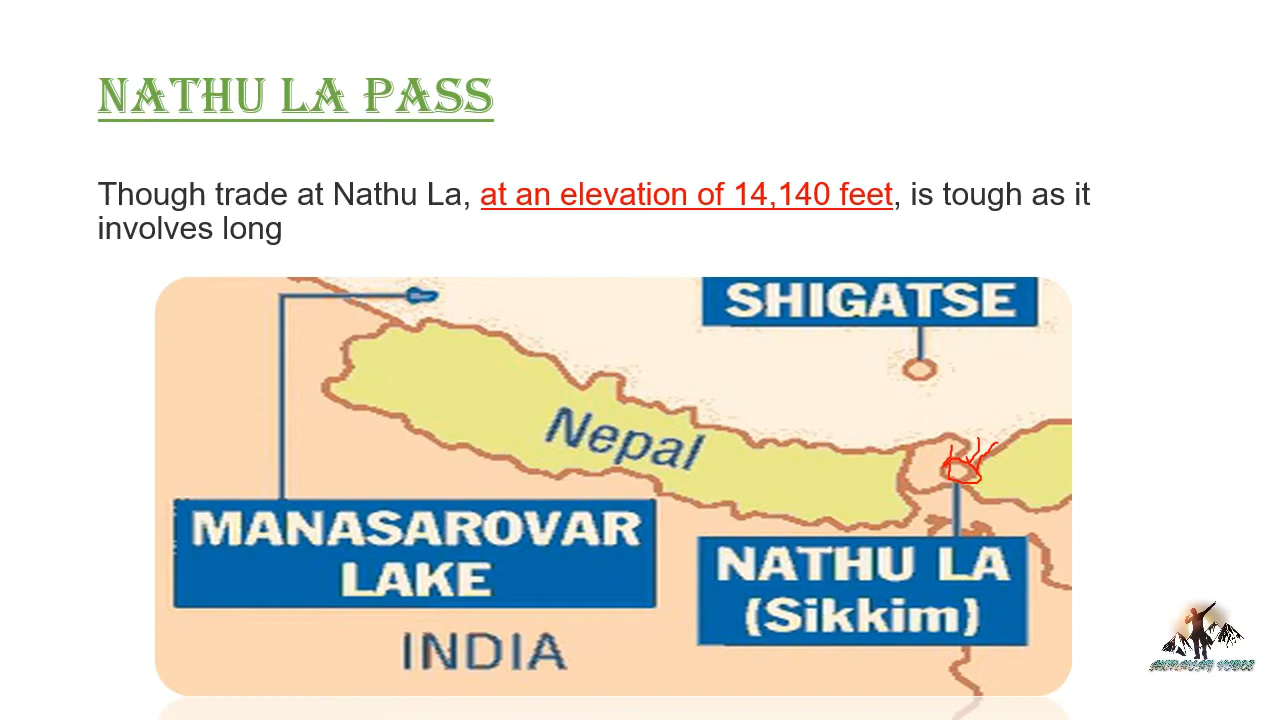 NATHU LA PASS
Though trade at Nathu La, at an elevation of 14,140 feet, is tough as it
involves long
SHIGATSE
Nepal
MANASAROVAR
LAKE
NATHU LA
(Sikkim)
INDIA